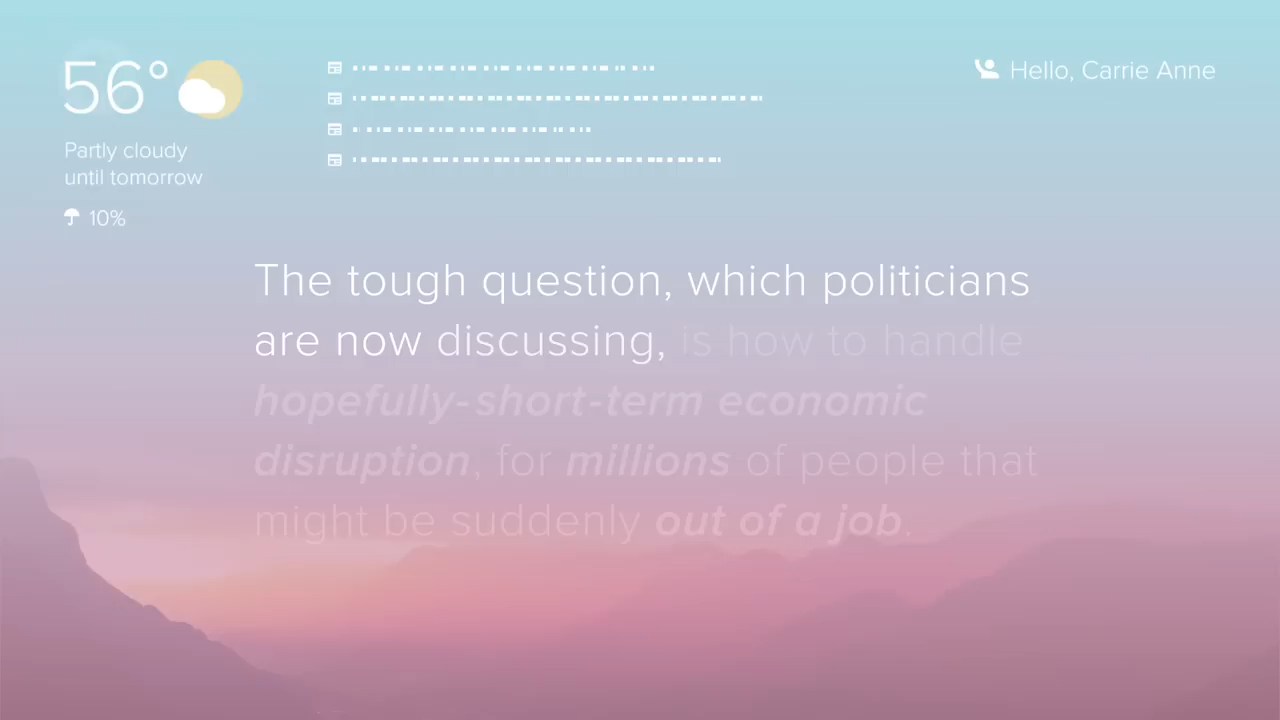 56°
Partly cloudy
until tomorrow
10%
Hello, Carrie Anne
The tough question, which politicians
are now discussing, is how to handle
hopefully-short-term economic
disruption, for millions of people that
might be suddenly out of a job.